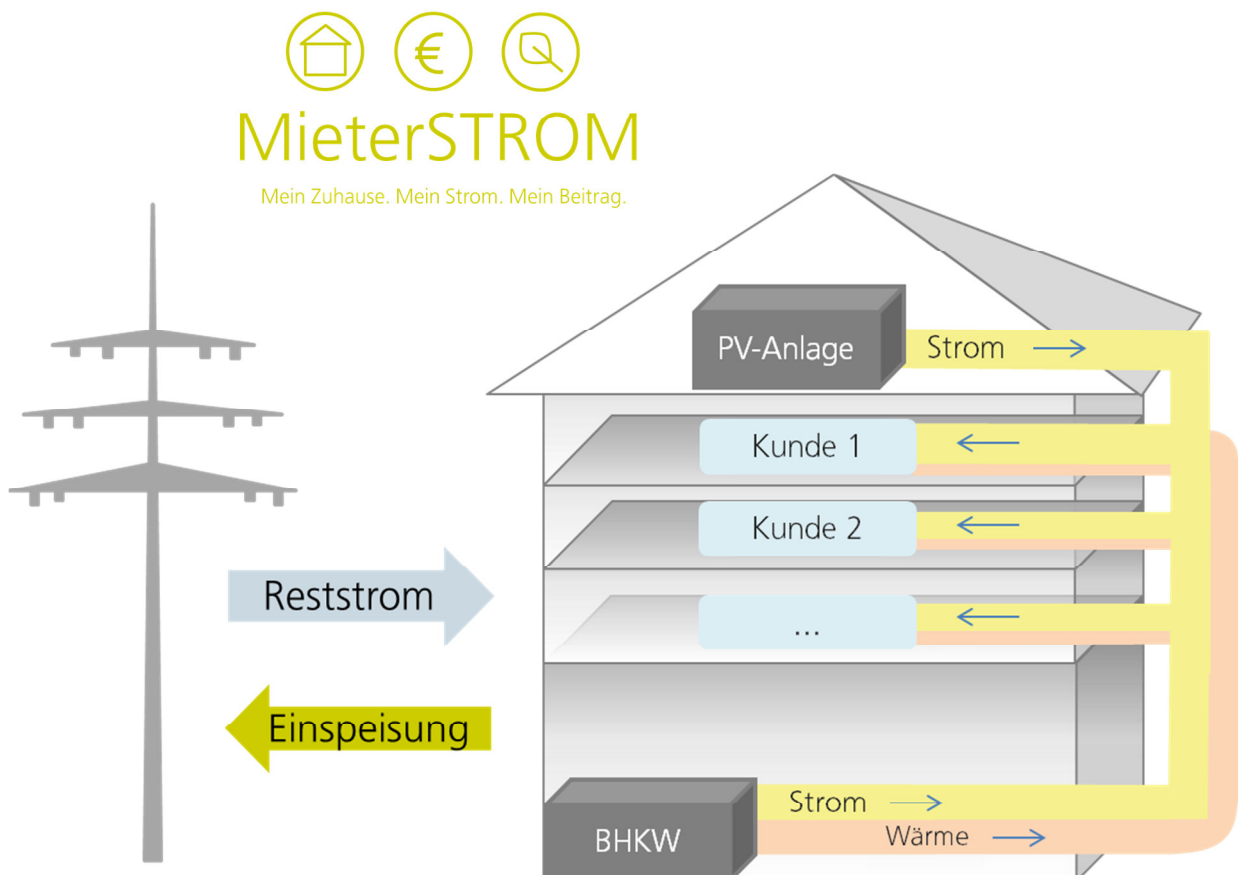 €
MieterSTROM
Mein Zuhause. Mein Strom. Mein Beitrag.
PV-Anlage
Strom
Kunde 1
Kunde 2
...
Reststrom
Einspeisung
Strom
Wärme
BHKW